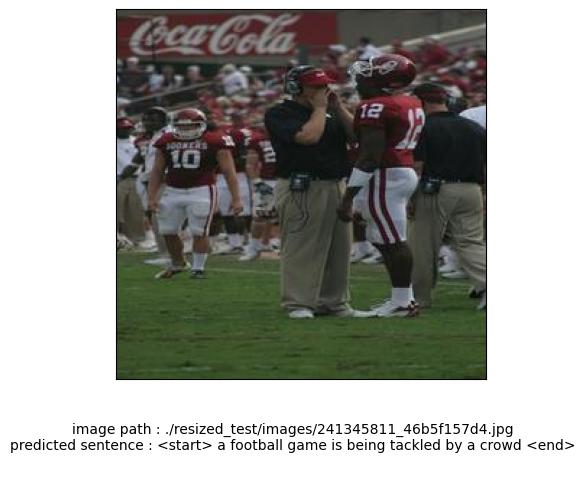 Coca-Cola
SOONERS
10
12
12
image path : ./resized_test/images/241345811_46b5f157d4.jpg
predicted sentence : <start> a football game is being tackled by a crowd <end>